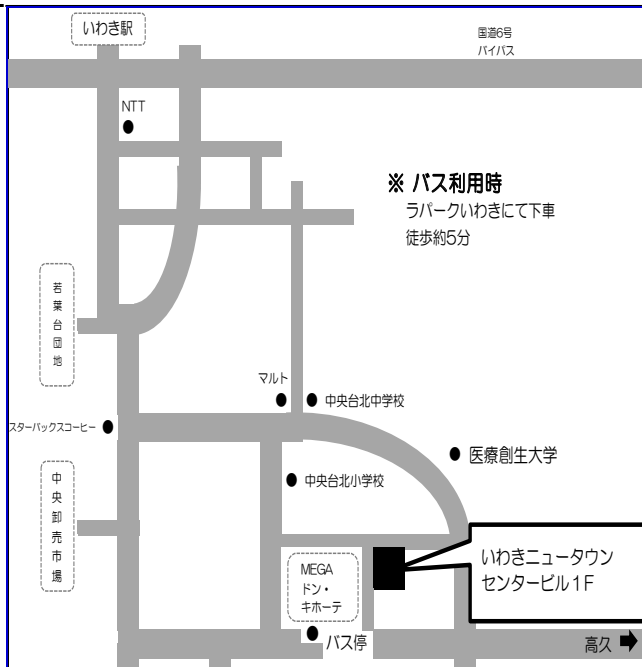 いわき駅
国道6号
バイパス
NTT
※ バス利用時
ラパークいわきにて下車
徒歩約5分
若葉台団地
マルト
中央台北中学校
スターバックスコーヒー
医療創生大学
中央台北小学校
中央卸売市場
いわきニュータウン
センタービル1F
MEGA
ドン・
キホーテ
バス停
高久